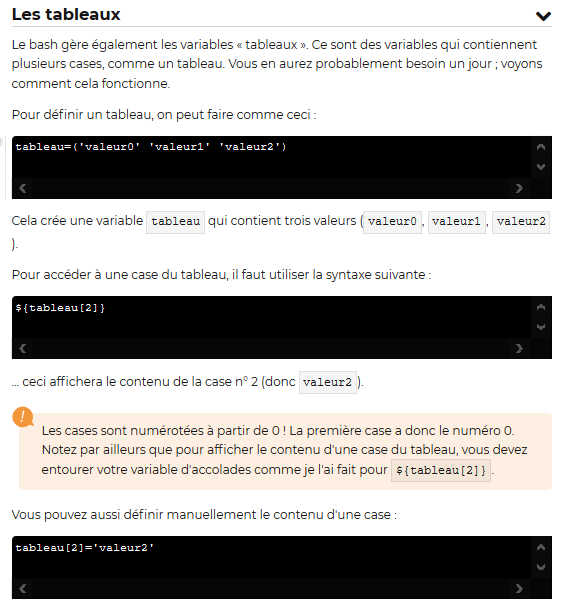 Les tableaux
Le bash gère également les variables « tableaux ». Ce sont des variables qui contiennent
plusieurs cases, comme un tableau. Vous en aurez probablement besoin un jour ; voyons
comment cela fonctionne.
Pour définir un tableau, on peut faire comme ceci :
tableau=('valeur0' 'valeur1' 'valeur2')
Cela crée une variable tableau qui contient trois valeurs ( valeur0 , valeur1 , valeur2
).
Pour accéder à une case du tableau, il faut utiliser la syntaxe suivante :
${tableau[2]}
... ceci affichera le contenu de la case n° 2 (donc valeur2 ).
!
Les cases sont numérotées à partir de 0 ! La première case a donc le numéro 0.
Notez par ailleurs que pour afficher le contenu d'une case du tableau, vous devez
entourer votre variable d'accolades comme je l'ai fait pour ${tableau[2]} .
Vous pouvez aussi définir manuellement le contenu d'une case :
tableau[2]='valeur2'